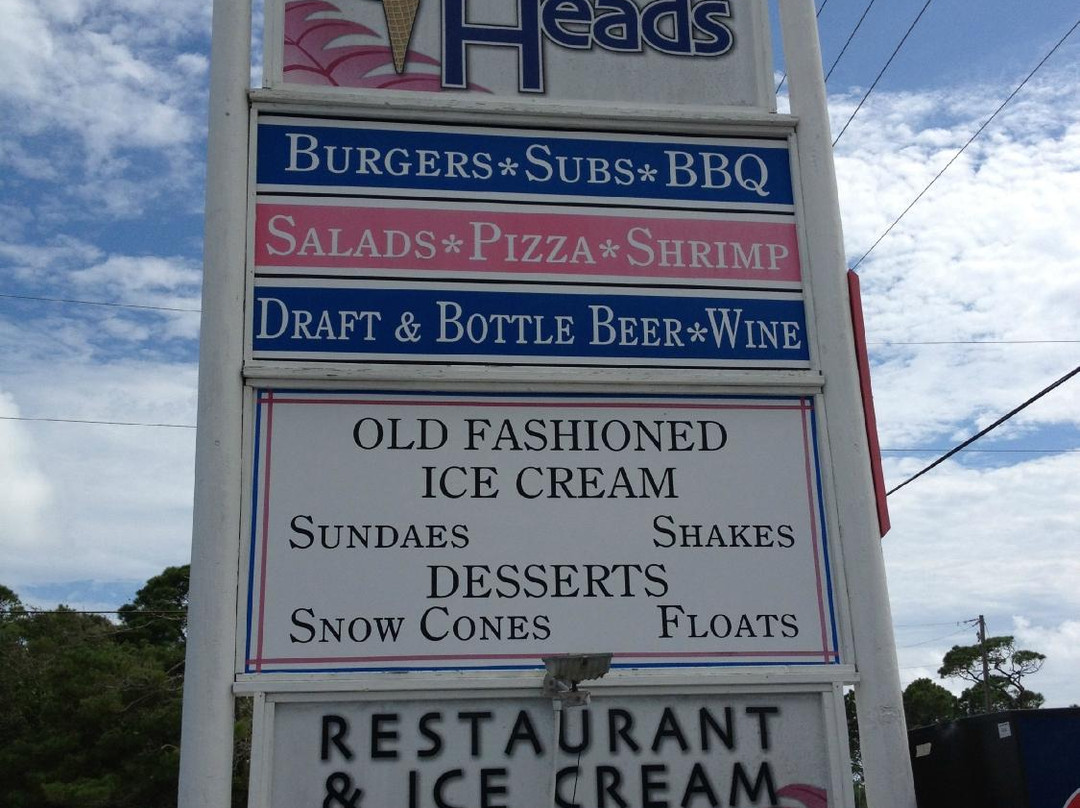 Heads
BURGERS*SUBS*BBQ
SALADS*PIZZA*SHRIMP
DRAFT & BOTTLE BEER*WINE
OLD FASHIONED
ICE CREAM
SUNDAES SHAKES
DESSERTS
SNOW CONES FLOATS
RESTAURANT
& ICE CREAM